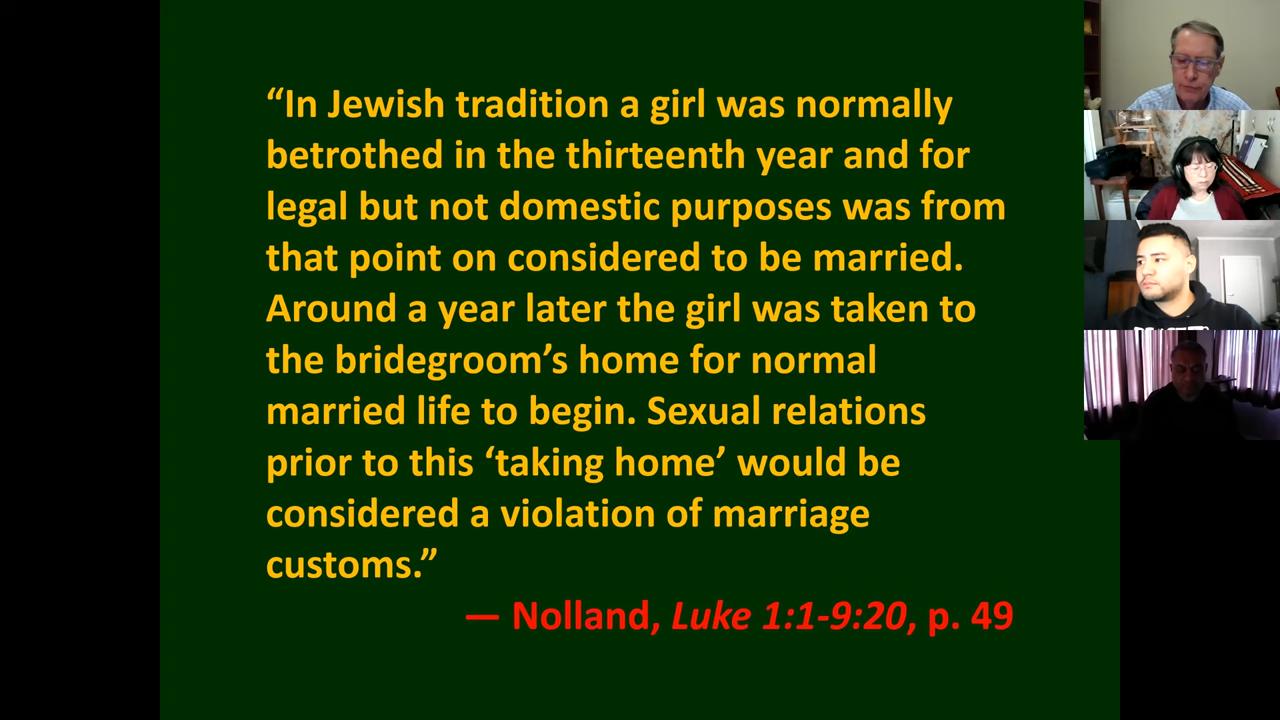 “In Jewish tradition a girl was normally
betrothed in the thirteenth year and for
legal but not domestic purposes was from
that point on considered to be married.
Around a year later the girl was taken to
the bridegroom’s home for normal
married life to begin. Sexual relations
prior to this ‘taking home’ would be
considered a violation of marriage
customs.”
— Nolland, Luke 1:1-9:20, p. 49